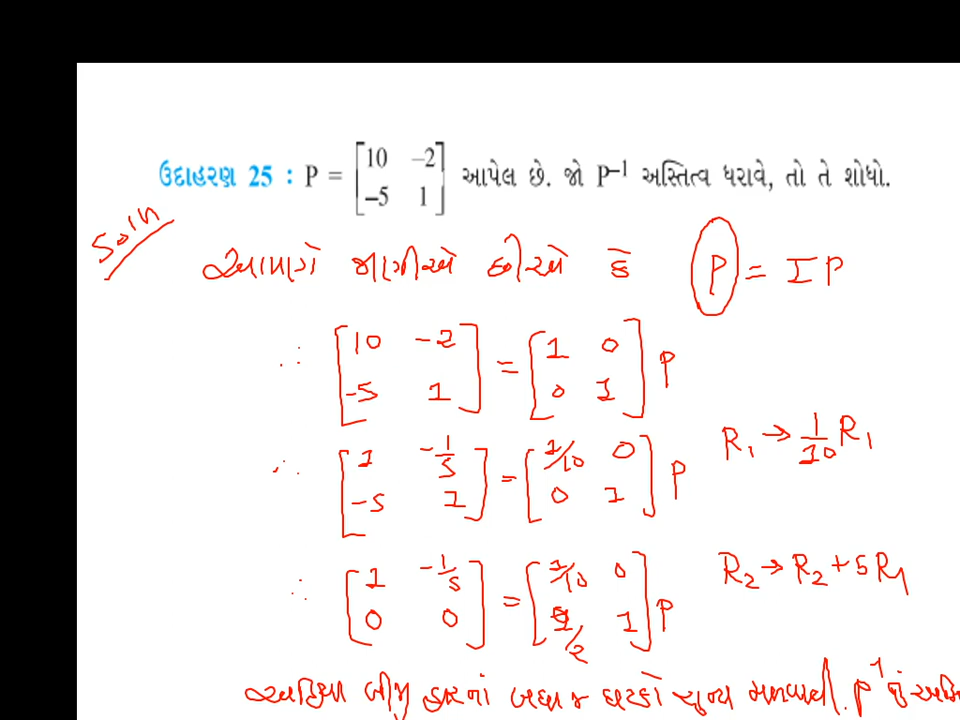 ઉદાહરણ 25 : P = [10 –2
–5 1] આપેલ છે. જો P–1 અસ્તિત્વ ધરાવે, તો તે શોધો.
Soln
આપણે જાણીએ છીએ કે P = I P
∴ [10 -2
-5 1] = [1 0
0 1] P
∴ [1 -1/5
-5 1] = [1/10 0
0 1] P R1 → 1/10 R1
∴ [1 -1/5
0 0] = [1/10 0
1/2 1] P R2 → R2 + 5R1
અહિયા બીજી હારનાં બધા જ ઘટકો શૂન્ય મળવાથી. P-1 નું